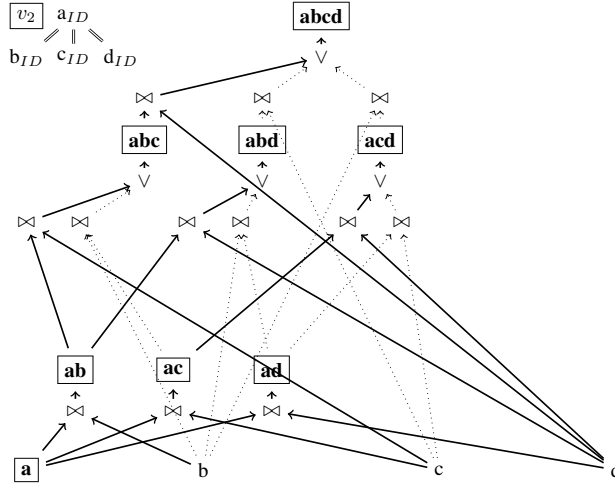 v2 aID abcd
bID cID dID
∨
⋈ ⋈ ⋈
abc abd acd
∨ ∨ ∨
⋈ ⋈ ⋈ ⋈ ⋈ ⋈
ab ac ad
⋈ ⋈ ⋈
a b c d